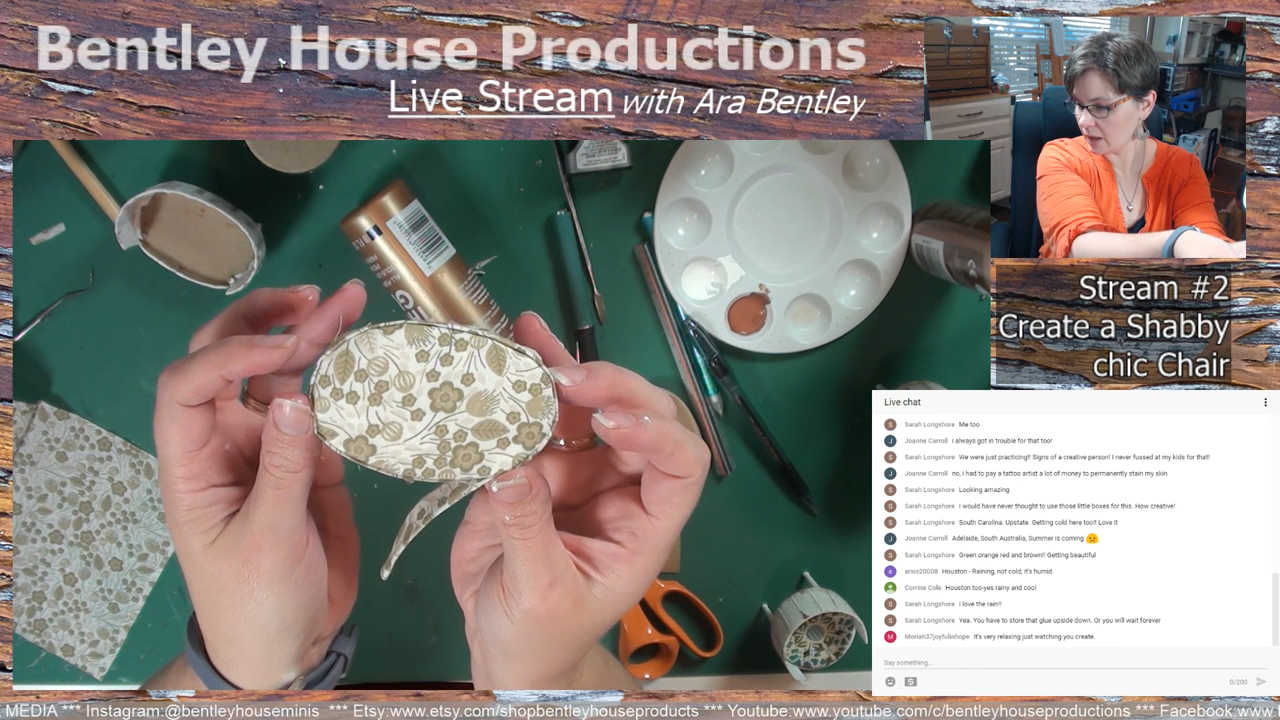 Bentley House Productions
Live Stream with Ara Bentley
Stream #2
Create a Shabby
chic Chair
Live chat
S Sarah Longshore Me too
J Joanne Carroll i always got in trouble for that too!
S Sarah Longshore We were just practicing!! Signs of a creative person! I never fussed at my kids for that!
J Joanne Carroll no, i had to pay a tattoo artist a lot of money to permanently stain my skin
S Sarah Longshore Looking amazing
S Sarah Longshore I would have never thought to use those little boxes for this. How creative!
S Sarah Longshore South Carolina. Upstate. Getting cold here too!! Love it
J Joanne Carroll Adelaide, South Australia, Summer is coming
S Sarah Longshore Green orange red and brown!! Getting beautiful
a arsis20008 Houston - Raining, not cold; it's humid.
Corrine Cole Houston too-yes rainy and cool
S Sarah Longshore I love the rain!!
S Sarah Longshore Yea. You have to store that glue upside down. Or you will wait forever
M Moriah37joyfulinhope It's very relaxing just watching you create.
Say something...
0/200
MEDIA *** Instagram:@bentleyhouseminis *** Etsy:www.etsy.com/shopbentleyhouseproducts *** Youtube:www.youtube.com/c/bentleyhouseproductions *** Facebook:www